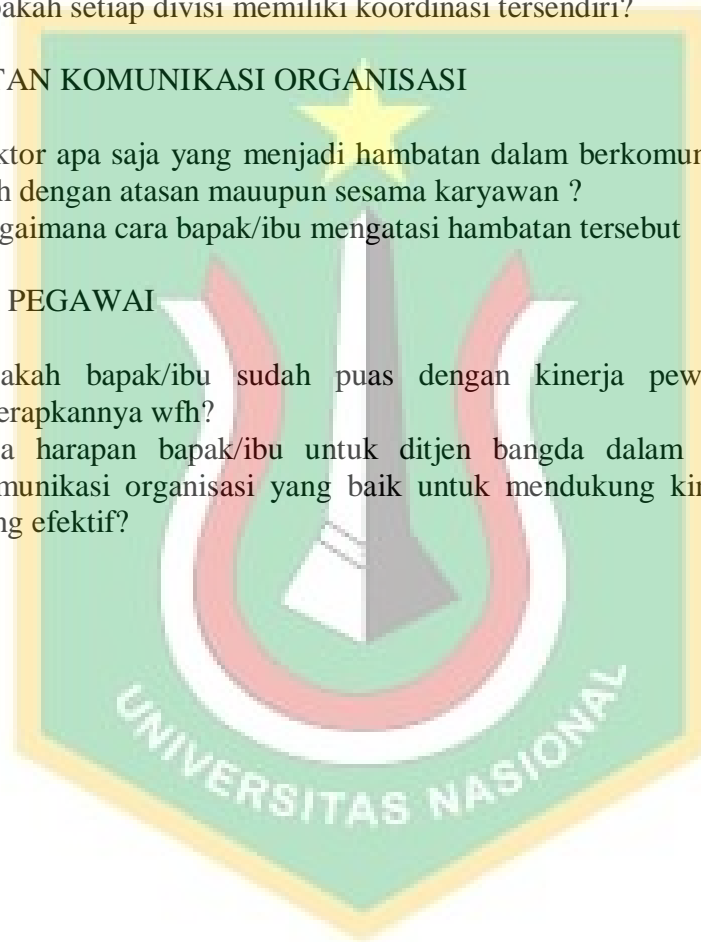 pakah setiap divisi memiliki koordinasi tersendiri?
TAN KOMUNIKASI ORGANISASI
ktor apa saja yang menjadi hambatan dalam berkomun
h dengan atasan mauupun sesama karyawan ?
gaimana cara bapak/ibu mengatasi hambatan tersebut
PEGAWAI
akah bapak/ibu sudah puas dengan kinerja pew
erapkannya wfh?
a harapan bapak/ibu untuk ditjen bangda dalam
munikasi organisasi yang baik untuk mendukung kin
ng efektif?
UNIVERSITAS NASIONAL